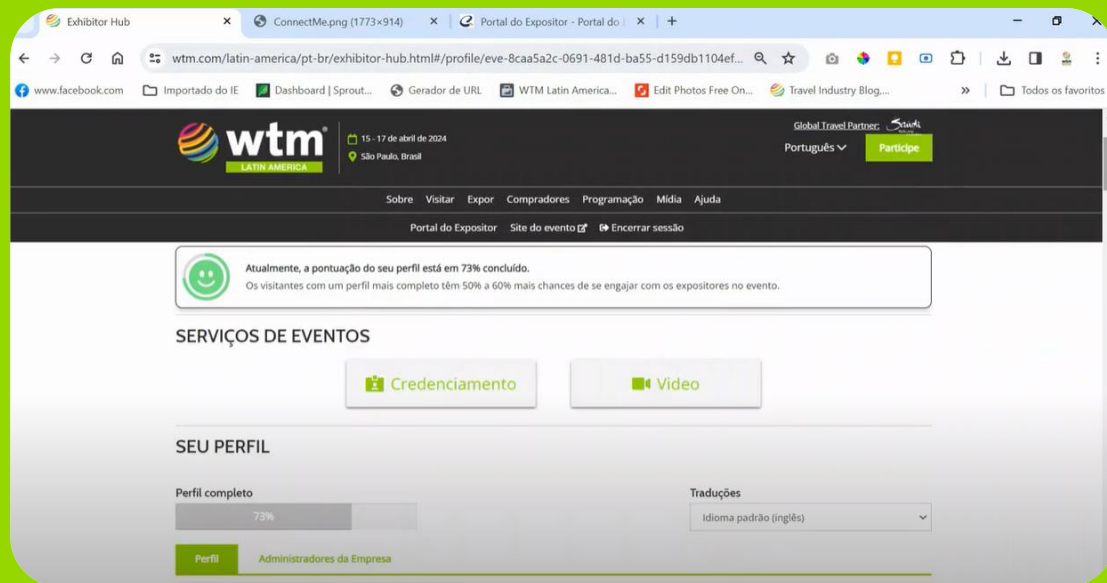 Exhibitor Hub
ConnectMe.png (1773×914)
Portal do Expositor - Portal do
wtm.com/latin-america/pt-br/exhibitor-hub.html#/profile/eve-8caa5a2c-0691-481d-ba55-d159db1104ef...
www.facebook.com Importado do IE Dashboard | Sprout... Gerador de URL WTM Latin America... Edit Photos Free On... Travel Industry Blog,... » Todos os favoritos
Global Travel Partner: Saudi
wtm
LATIN AMERICA
15 - 17 de abril de 2024
São Paulo, Brasil
Português
Participe
Sobre Visitar Expor Compradores Programação Mídia Ajuda
Portal do Expositor Site do evento Encerrar sessão
Atualmente, a pontuação do seu perfil está em 73% concluído.
Os visitantes com um perfil mais completo têm 50% a 60% mais chances de se engajar com os expositores no evento.
SERVIÇOS DE EVENTOS
Credenciamento Video
SEU PERFIL
Perfil completo
73%
Traduções
Idioma padrão (inglês)
Perfil Administradores da Empresa